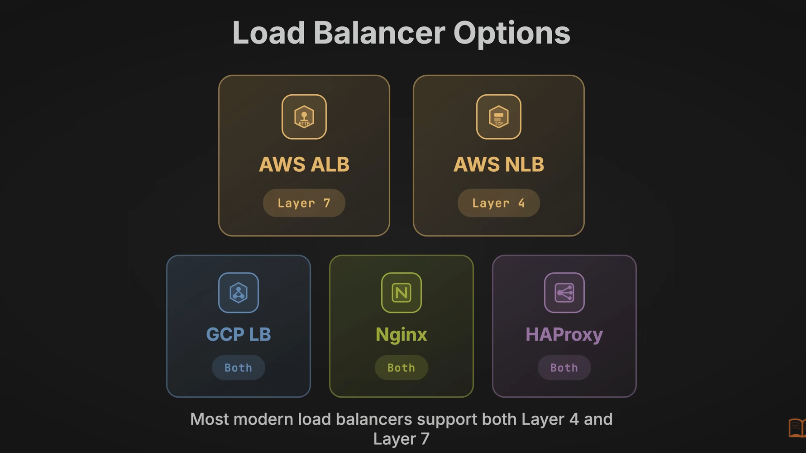 Load Balancer Options
AWS ALB
AWS NLB
Layer 7
Layer 4
GCP LB
Nginx
HAProxy
Both
Both
Both
Most modern load balancers support both Layer 4 and
Layer 7